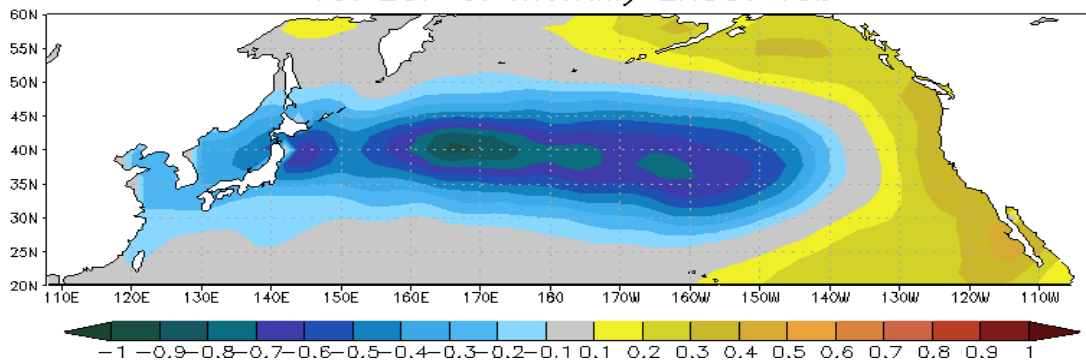 of monthly
60N
55N
50N
45N
40N
35N
30N
25N
20N
110E 120E 130E 140E 150E 160E 170E 180 170W 160W 150W 140W 130W 120W 110W
-1 -0.9 -0.8 -0.7 -0.6 -0.5 -0.4 -0.3 -0.2 -0.1 0.1 0.2 0.3 0.4 0.5 0.6 0.7 0.8 0.9 1